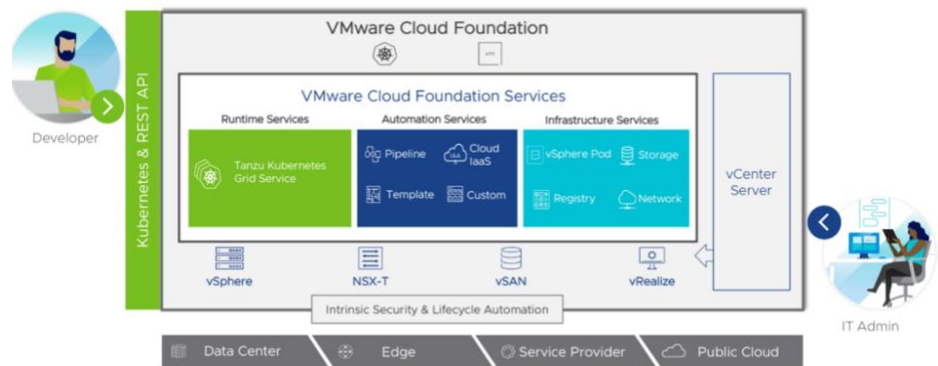 VMware Cloud Foundation
vm
Developer
Kubernetes & REST API
VMware Cloud Foundation Services
Runtime Services
Automation Services
Infrastructure Services
Tanzu Kubernetes
Grid Service
Pipeline
Cloud
IaaS
Template
Custom
vSphere Pod
Storage
Registry
Network
vCenter
Server
vSphere
NSX-T
vSAN
vRealize
Intrinsic Security & Lifecycle Automation
IT Admin
Data Center
Edge
Service Provider
Public Cloud